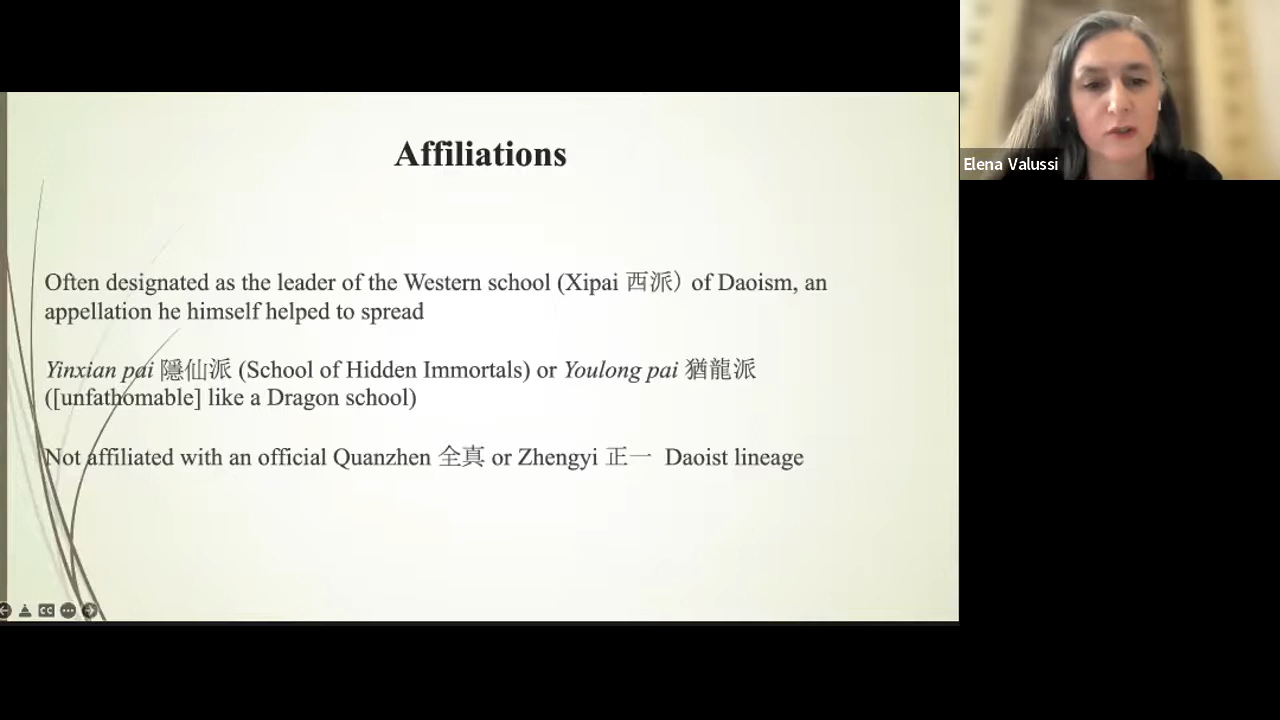 Affiliations
Often designated as the leader of the Western school (Xipai 西派) of Daoism, an
appellation he himself helped to spread
Yinxian pai 隱仙派 (School of Hidden Immortals) or Youlong pai 猶龍派
([unfathomable] like a Dragon school)
Not affiliated with an official Quanzhen 全真 or Zhengyi 正一 Daoist lineage
Elena Valussi
CC